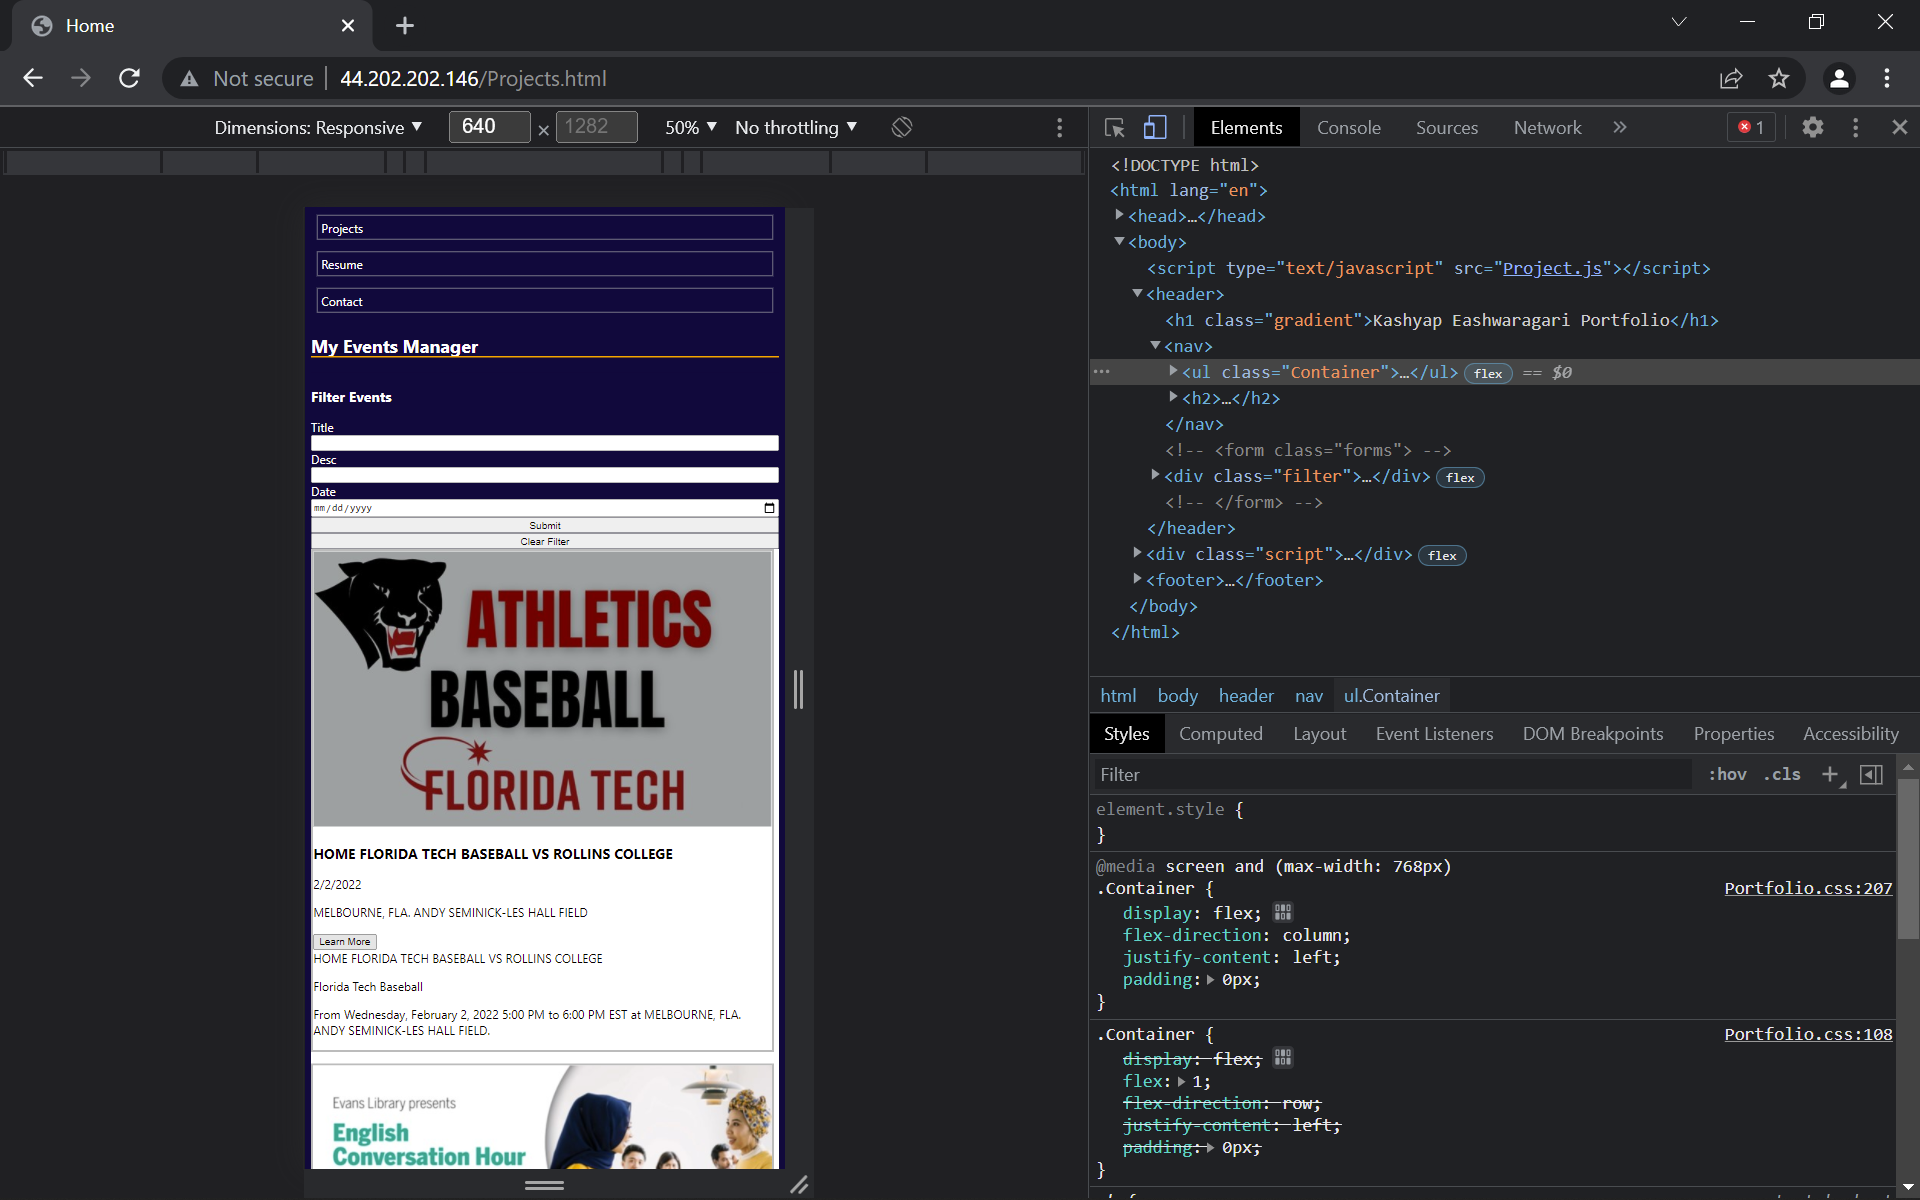 Home
Not secure 44.202.202.146/Projects.html
Dimensions: Responsive ▼ 640 × 1282 50% ▼ No throttling ▼
Projects
Resume
Contact
My Events Manager
Filter Events
Title
Desc
Date
mm/dd/yyyy
Submit
Clear Filter
ATHLETICS
BASEBALL
FLORIDA TECH
HOME FLORIDA TECH BASEBALL VS ROLLINS COLLEGE
2/2/2022
MELBOURNE, FLA. ANDY SEMINICK-LES HALL FIELD
Learn More
HOME FLORIDA TECH BASEBALL VS ROLLINS COLLEGE
Florida Tech Baseball
From Wednesday, February 2, 2022 5:00 PM to 6:00 PM EST at MELBOURNE, FLA.
ANDY SEMINICK-LES HALL FIELD.
Evans Library presents
English
Conversation Hour
Elements Console Sources Network » 1
<!DOCTYPE html>
<html lang="en">
<head>…</head>
<body>
<script type="text/javascript" src="Project.js"></script>
<header>
<h1 class="gradient">Kashyap Eashwaragari Portfolio</h1>
<nav>
<ul class="Container">…</ul> flex == $0
<h2>…</h2>
</nav>
<!-- <form class="forms"> -->
<div class="filter">…</div> flex
<!-- </form> -->
</header>
<div class="script">…</div> flex
<footer>…</footer>
</body>
</html>
html body header nav ul.Container
Styles Computed Layout Event Listeners DOM Breakpoints Properties Accessibility
Filter :hov .cls
element.style {
}
@media screen and (max-width: 768px)
.Container { Portfolio.css:207
display: flex;
flex-direction: column;
justify-content: left;
padding: 0px;
}
.Container { Portfolio.css:108
display: flex;
flex: 1;
flex-direction: row;
justify-content: left;
padding: 0px;
}